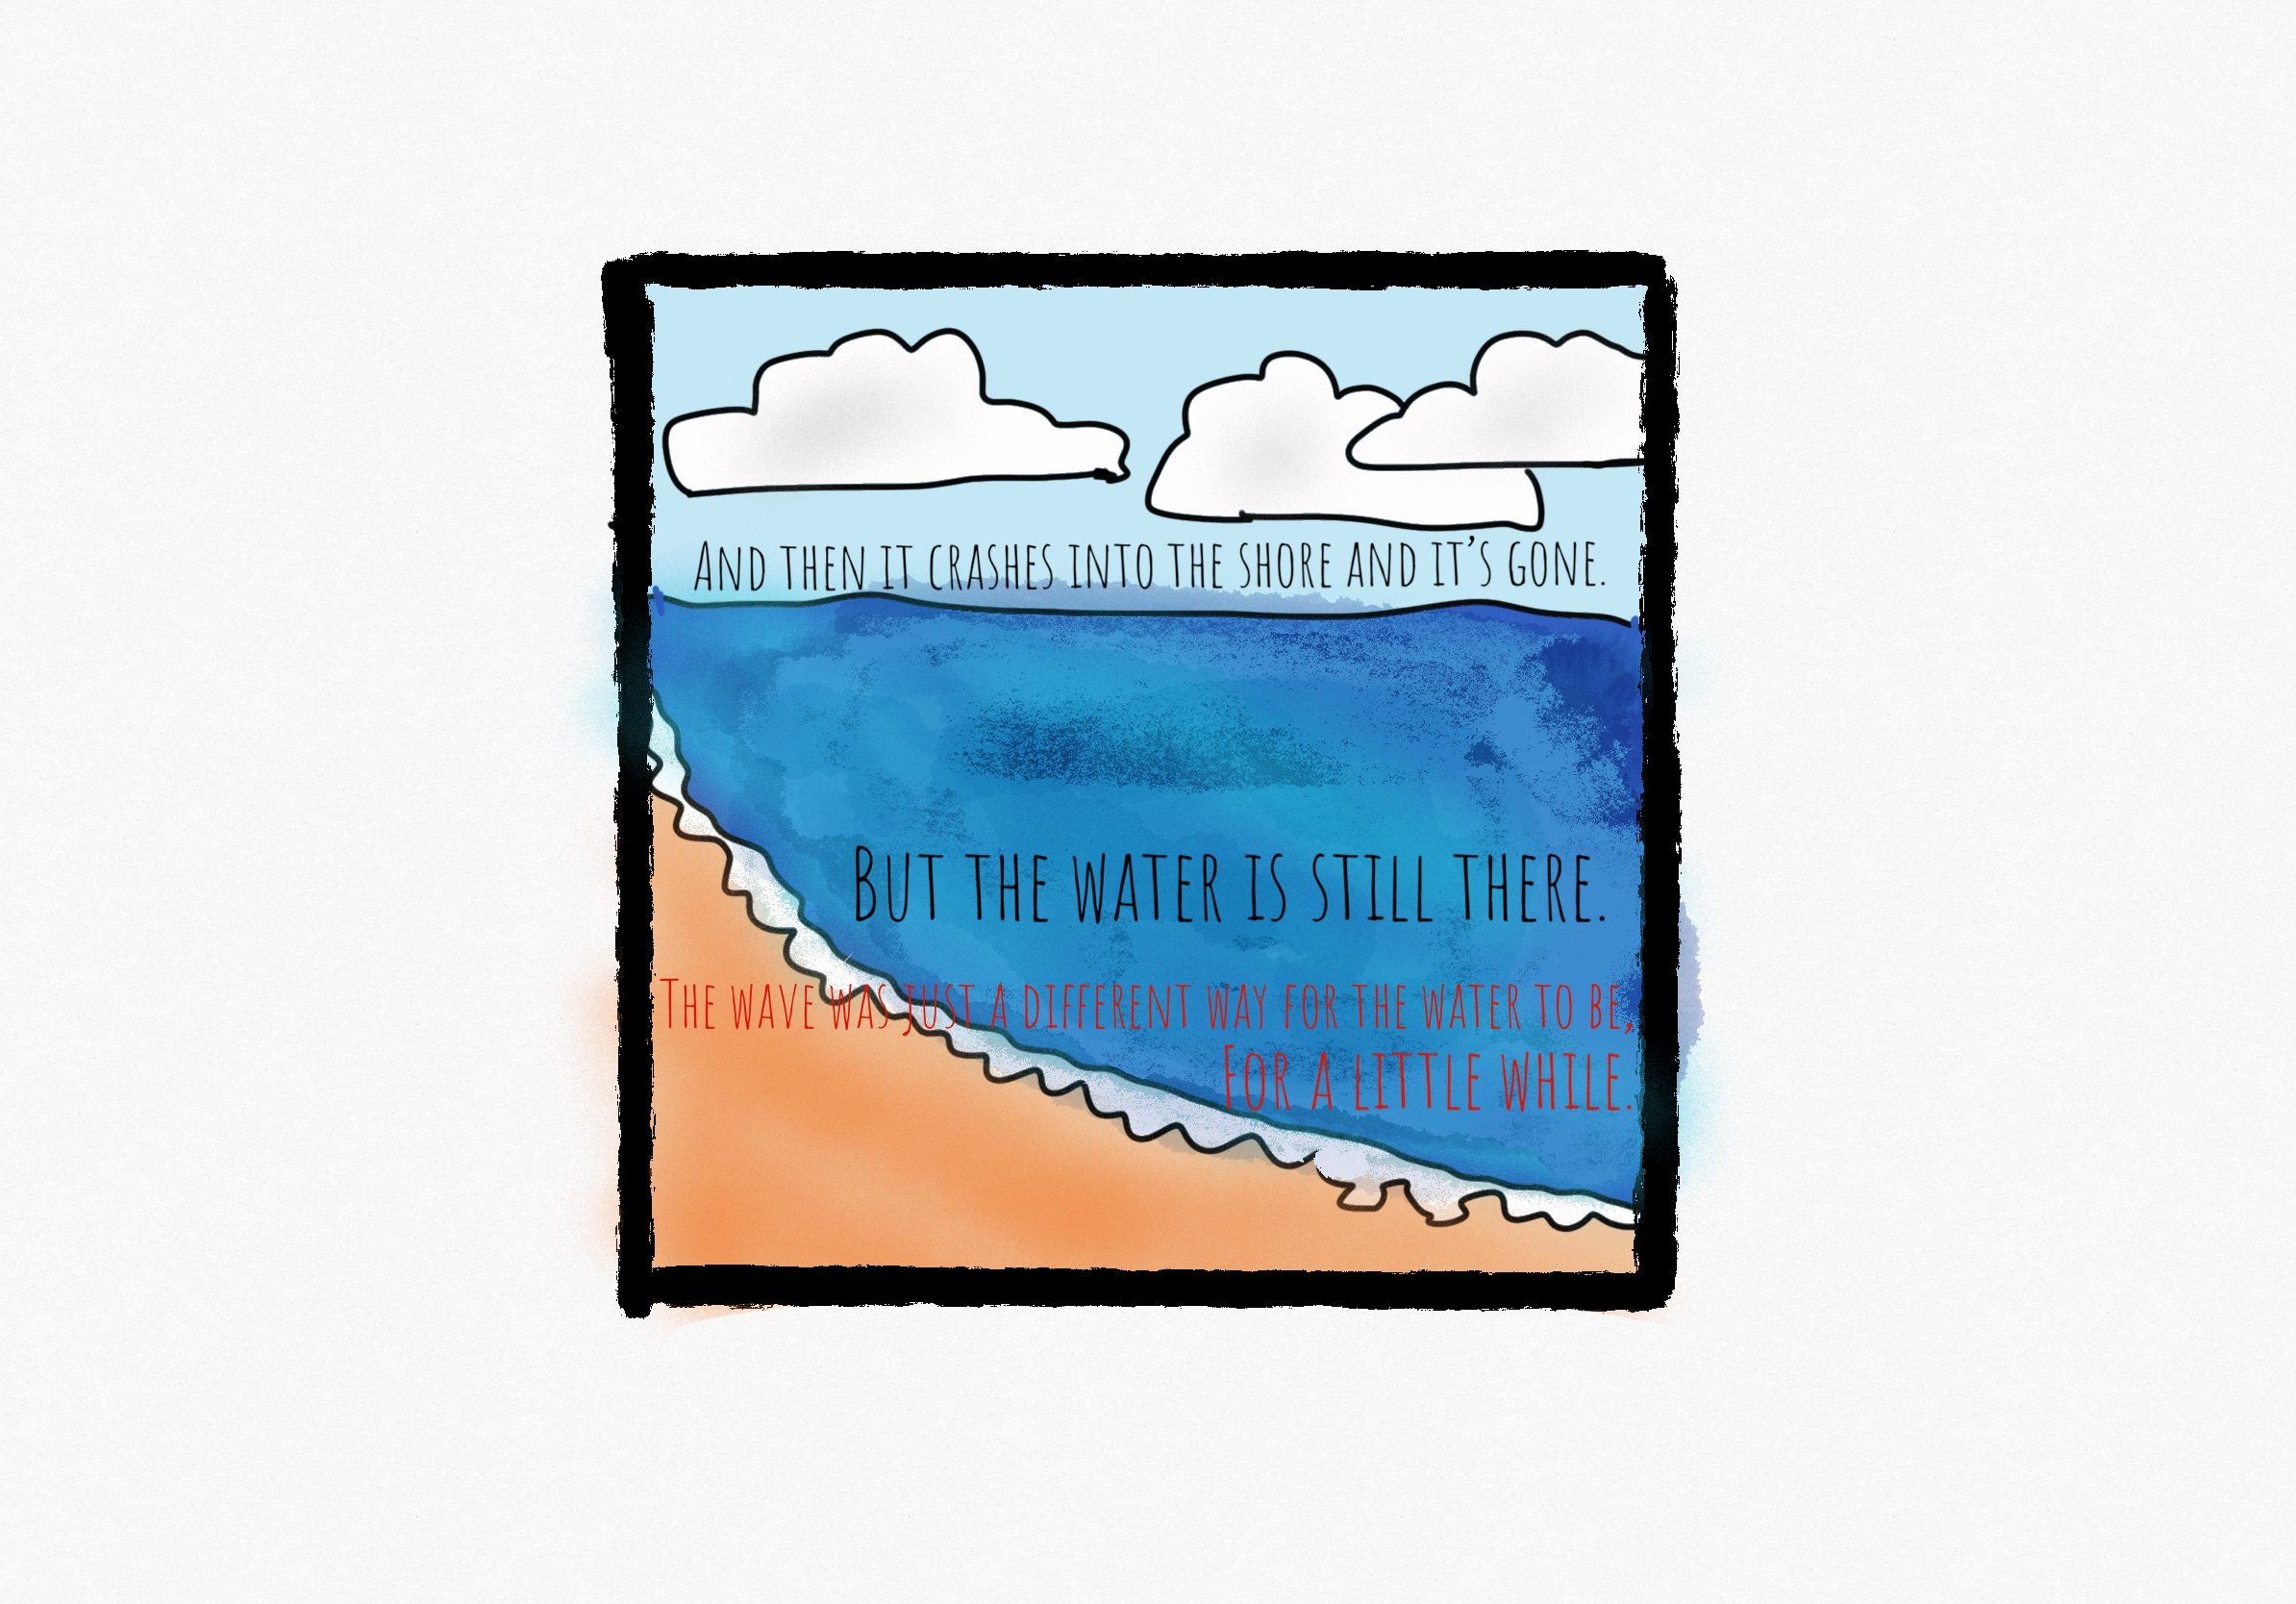 And then it crashes into the shore and it's gone.
But the water is still there.
The wave was just a different way for the water to be,
For a little while.